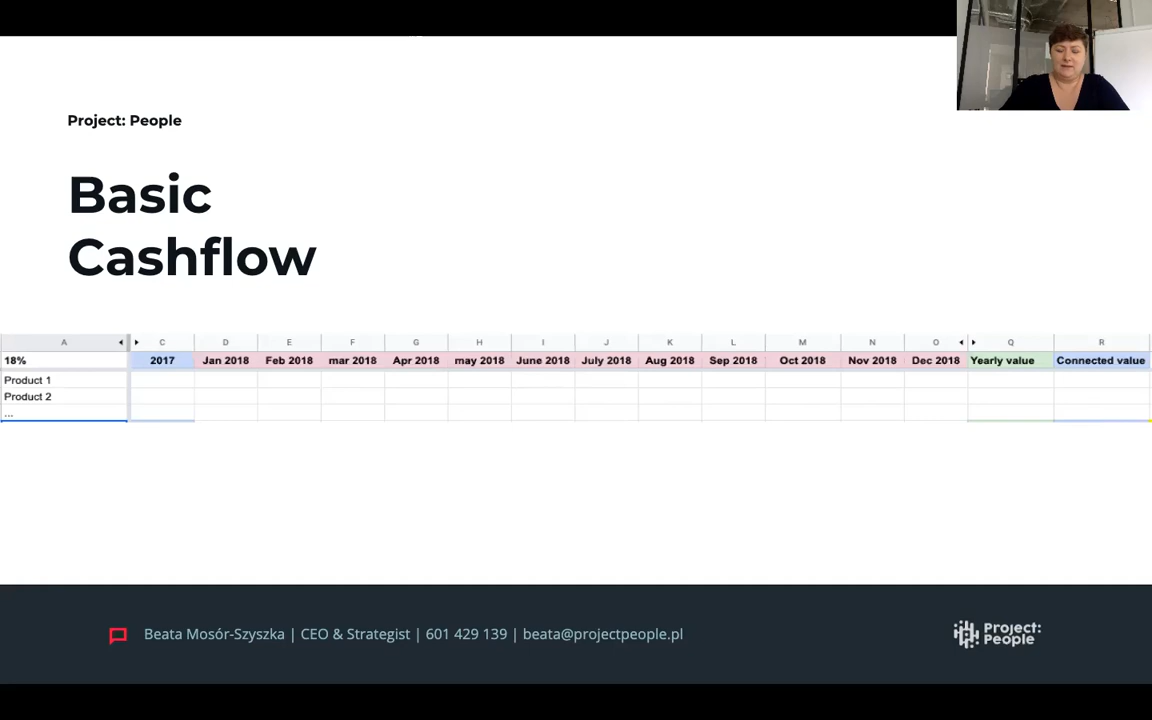 Project: People
Basic
Cashflow
A C D E F G H I J K L M N O Q R
18% 2017 Jan 2018 Feb 2018 mar 2018 Apr 2018 may 2018 June 2018 July 2018 Aug 2018 Sep 2018 Oct 2018 Nov 2018 Dec 2018 Yearly value Connected value
Product 1
Product 2
...
Beata Mosór-Szyszka | CEO & Strategist | 601 429 139 | beata@projectpeople.pl
Project:
People